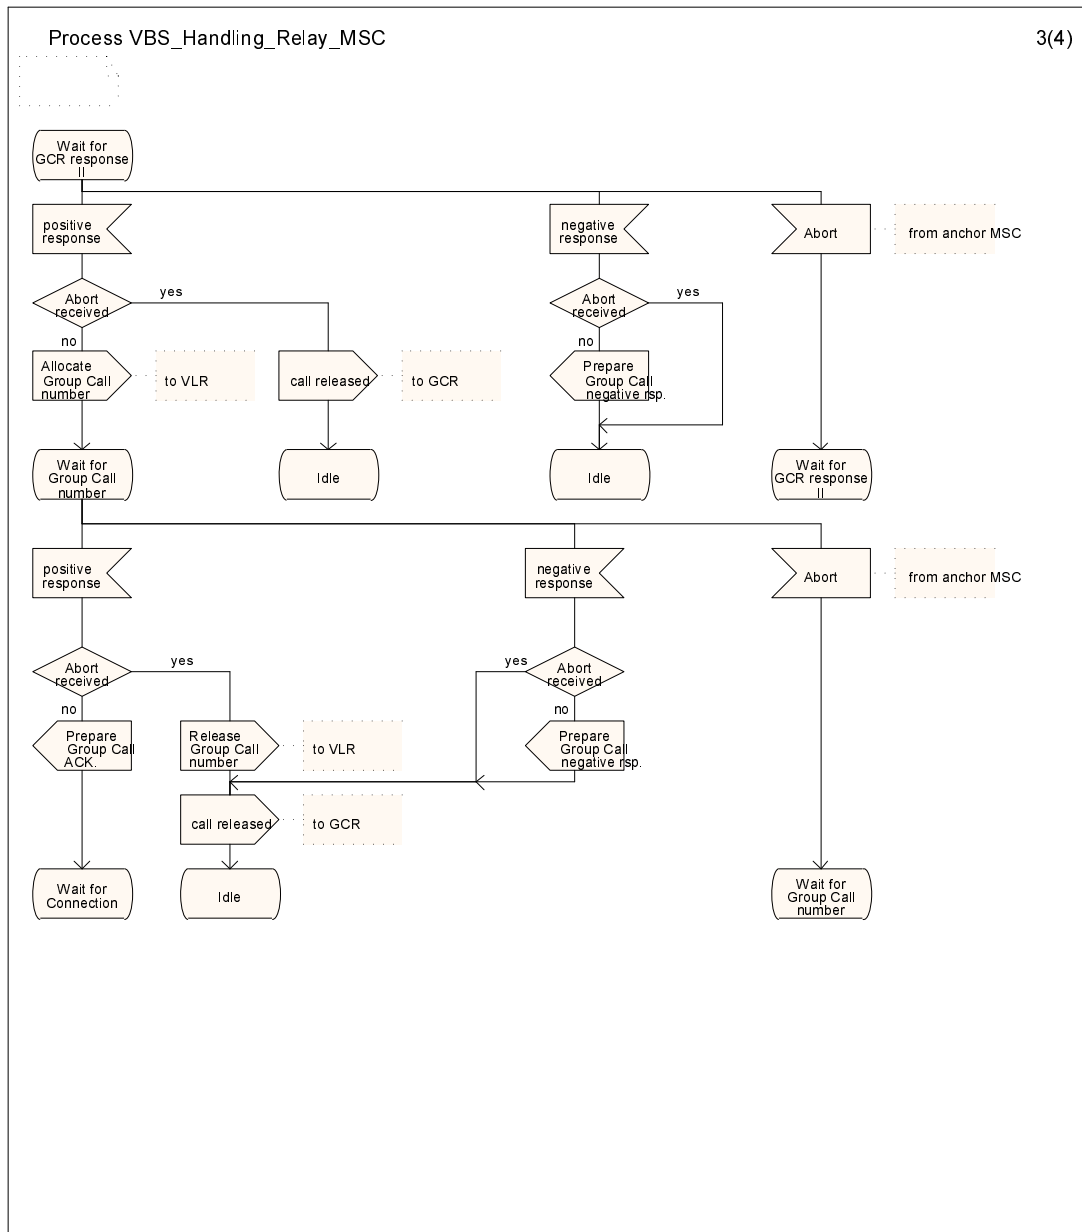 Process VBS_Handling_Relay_MSC
3(4)
Wait for
GCR response
II
positive
response
negative
response
Abort
from anchor MSC
Abort
received
yes
no
Abort
received
yes
no
Allocate
Group Call
number
to VLR
call released
to GCR
Prepare
Group Call
negative rsp.
Wait for
Group Call
number
Idle
Idle
Wait for
GCR response
II
positive
response
negative
response
Abort
from anchor MSC
Abort
received
yes
no
yes
Abort
received
no
Prepare
Group Call
ACK.
Release
Group Call
number
to VLR
Prepare
Group Call
negative rsp.
call released
to GCR
Wait for
Connection
Idle
Wait for
Group Call
number